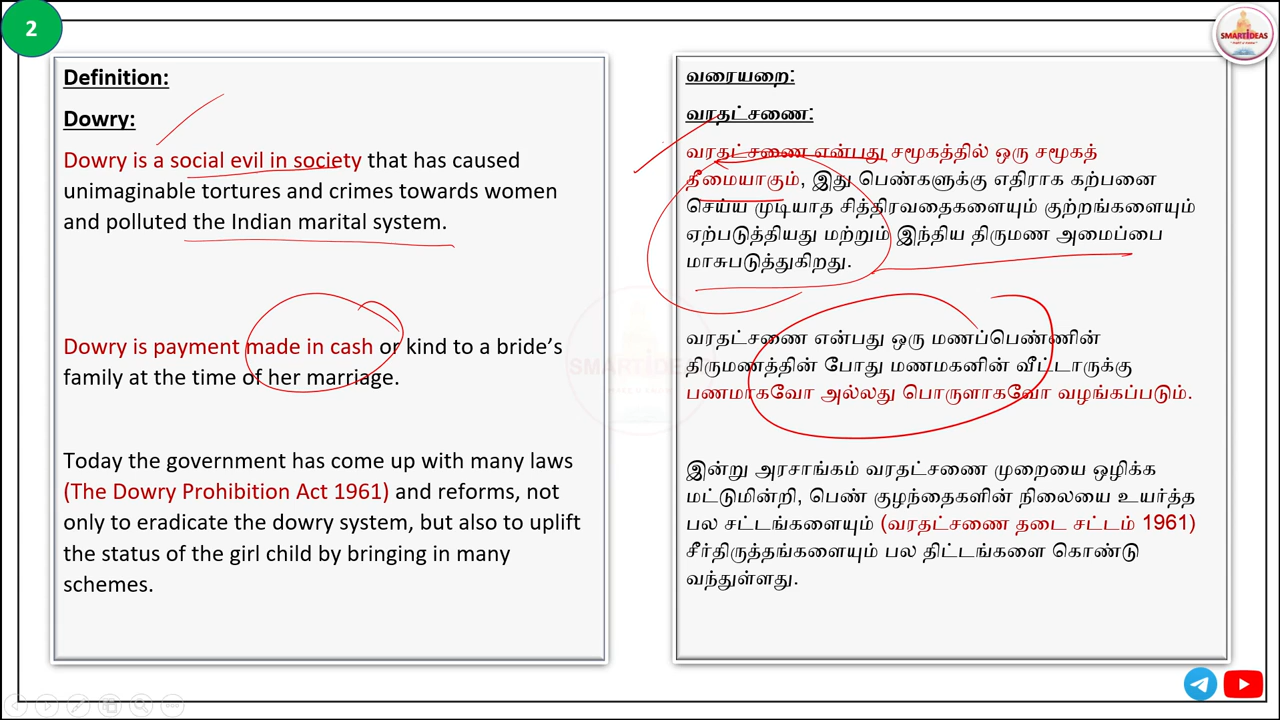 2
SMARTIDEAS
Definition:
Dowry:
Dowry is a social evil in society that has caused
unimaginable tortures and crimes towards women
and polluted the Indian marital system.
Dowry is payment made in cash or kind to a bride’s
family at the time of her marriage.
Today the government has come up with many laws
(The Dowry Prohibition Act 1961) and reforms, not
only to eradicate the dowry system, but also to uplift
the status of the girl child by bringing in many
schemes.
வரையறை:
வரதட்சணை:
வரதட்சணை என்பது சமூகத்தில் ஒரு சமூகத்
தீமையாகும், இது பெண்களுக்கு எதிராக கற்பனை
செய்ய முடியாத சித்திரவதைகளையும் குற்றங்களையும்
ஏற்படுத்தியது மற்றும் இந்திய திருமண அமைப்பை
மாசுபடுத்துகிறது.
வரதட்சணை என்பது ஒரு மணப்பெண்ணின்
திருமணத்தின் போது மணமகனின் வீட்டாருக்கு
பணமாகவோ அல்லது பொருளாகவோ வழங்கப்படும்.
இன்று அரசாங்கம் வரதட்சணை முறையை ஒழிக்க
மட்டுமின்றி, பெண் குழந்தைகளின் நிலையை உயர்த்த
பல சட்டங்களையும் (வரதட்சணை தடை சட்டம் 1961)
சீர்திருத்தங்களையும் பல திட்டங்களை கொண்டு
வந்துள்ளது.
SMARTIDEAS